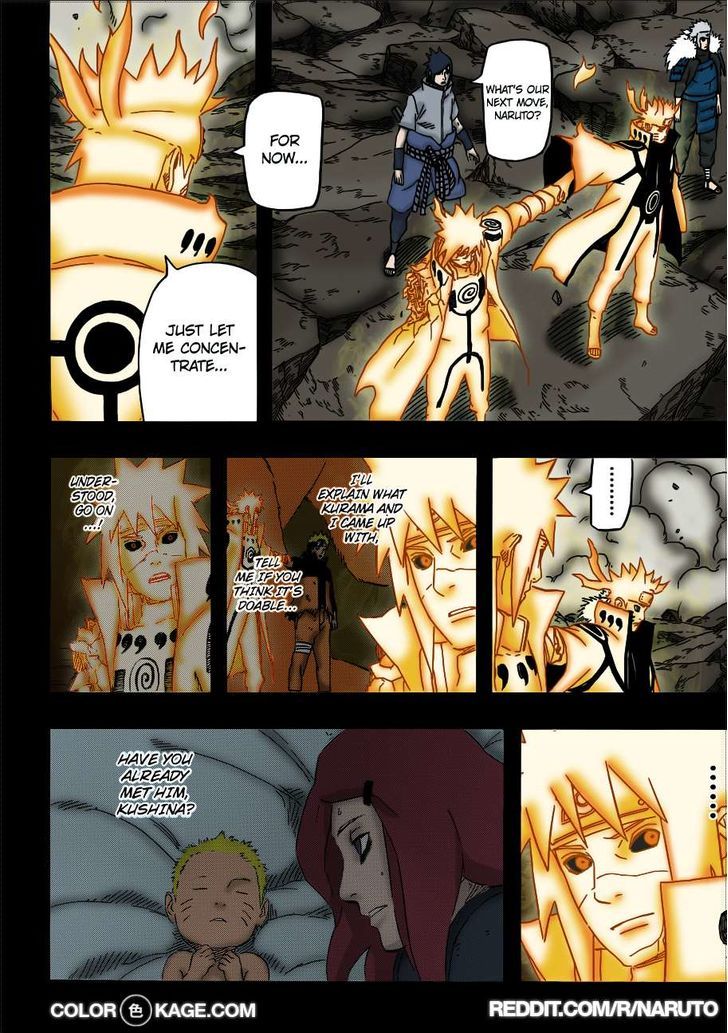 WHAT'S OUR
NEXT MOVE,
NARUTO?
FOR
NOW...
JUST LET
ME CONCEN-
TRATE...
.........
I'LL
EXPLAIN WHAT
KURAMA AND
I CAME UP
WITH,
TELL
ME IF YOU
THINK IT'S
DOABLE...
UNDER-
STOOD,
GO ON
...!
......
HAVE YOU
ALREADY
MET HIM,
KUSHINA?
COLOR 色 KAGE.COM
REDDIT.COM/R/NARUTO